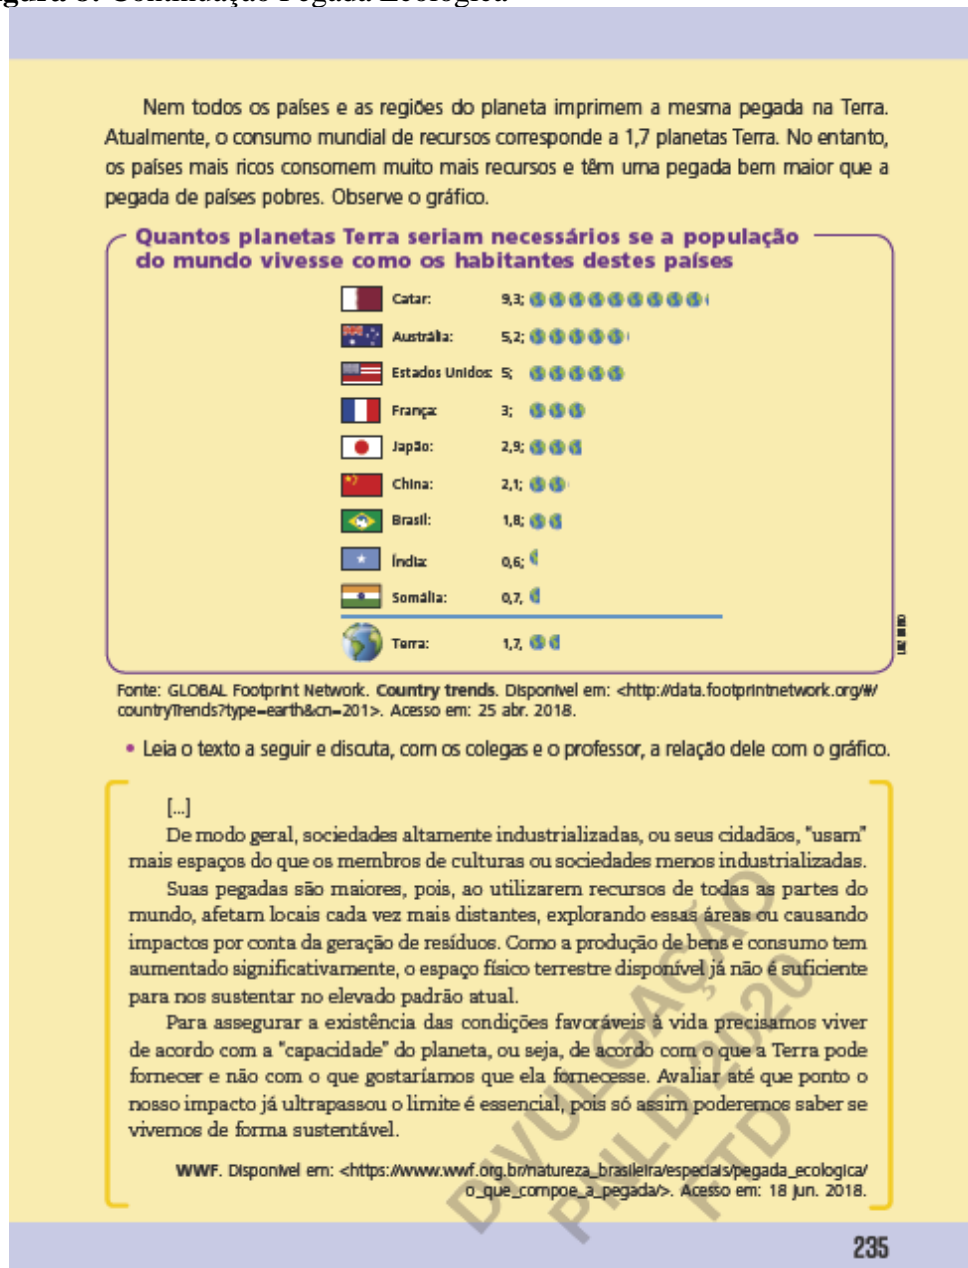 Figura 8: Continuação Pegada Ecológica
Nem todos os países e as regiões do planeta imprimem a mesma pegada na Terra.
Atualmente, o consumo mundial de recursos corresponde a 1,7 planetas Terra. No entanto,
os países mais ricos consomem muito mais recursos e têm uma pegada bem maior que a
pegada de países pobres. Observe o gráfico.
Quantos planetas Terra seriam necessários se a população
do mundo vivesse como os habitantes destes países
Catar: 9,3;
Austrália: 5,2;
Estados Unidos: 5;
França: 3;
Japão: 2,9;
China: 2,1;
Brasil: 1,8;
Índia: 0,6;
Somália: 0,7,
Terra: 1,7,
Fonte: GLOBAL Footprint Network. Country trends. Disponível em: <http://data.footprintnetwork.org/#/
countryTrends?type=earth&cn=201>. Acesso em: 25 abr. 2018.
• Leia o texto a seguir e discuta, com os colegas e o professor, a relação dele com o gráfico.
[...]
De modo geral, sociedades altamente industrializadas, ou seus cidadãos, "usam"
mais espaços do que os membros de culturas ou sociedades menos industrializadas.
Suas pegadas são maiores, pois, ao utilizarem recursos de todas as partes do
mundo, afetam locais cada vez mais distantes, explorando essas áreas ou causando
impactos por conta da geração de resíduos. Como a produção de bens e consumo tem
aumentado significativamente, o espaço físico terrestre disponível já não é suficiente
para nos sustentar no elevado padrão atual.
Para assegurar a existência das condições favoráveis à vida precisamos viver
de acordo com a "capacidade" do planeta, ou seja, de acordo com o que a Terra pode
fornecer e não com o que gostaríamos que ela fornecesse. Avaliar até que ponto o
nosso impacto já ultrapassou o limite é essencial, pois só assim poderemos saber se
vivemos de forma sustentável.
WWF. Disponível em: <https://www.wwf.org.br/natureza_brasileira/especiais/pegada_ecologica/
o_que_compoe_a_pegada/>. Acesso em: 18 jun. 2018.
DIVULGAÇÃO
PNLD 2020
FTD
235